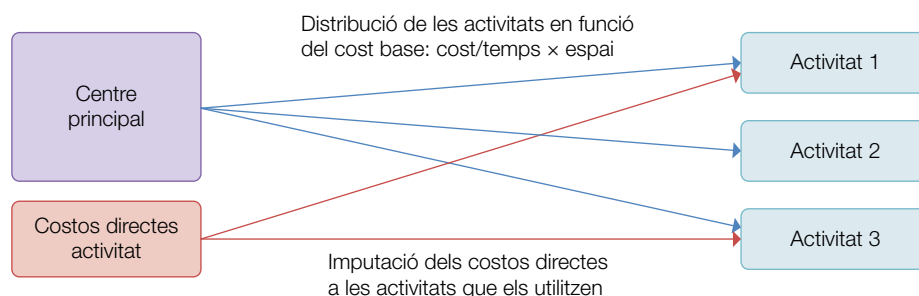 Distribució de les activitats en funció
del cost base: cost/temps × espai
Centre
principal
Activitat 1
Activitat 2
Costos directes
activitat
Activitat 3
Imputació dels costos directes
a les activitats que els utilitzen